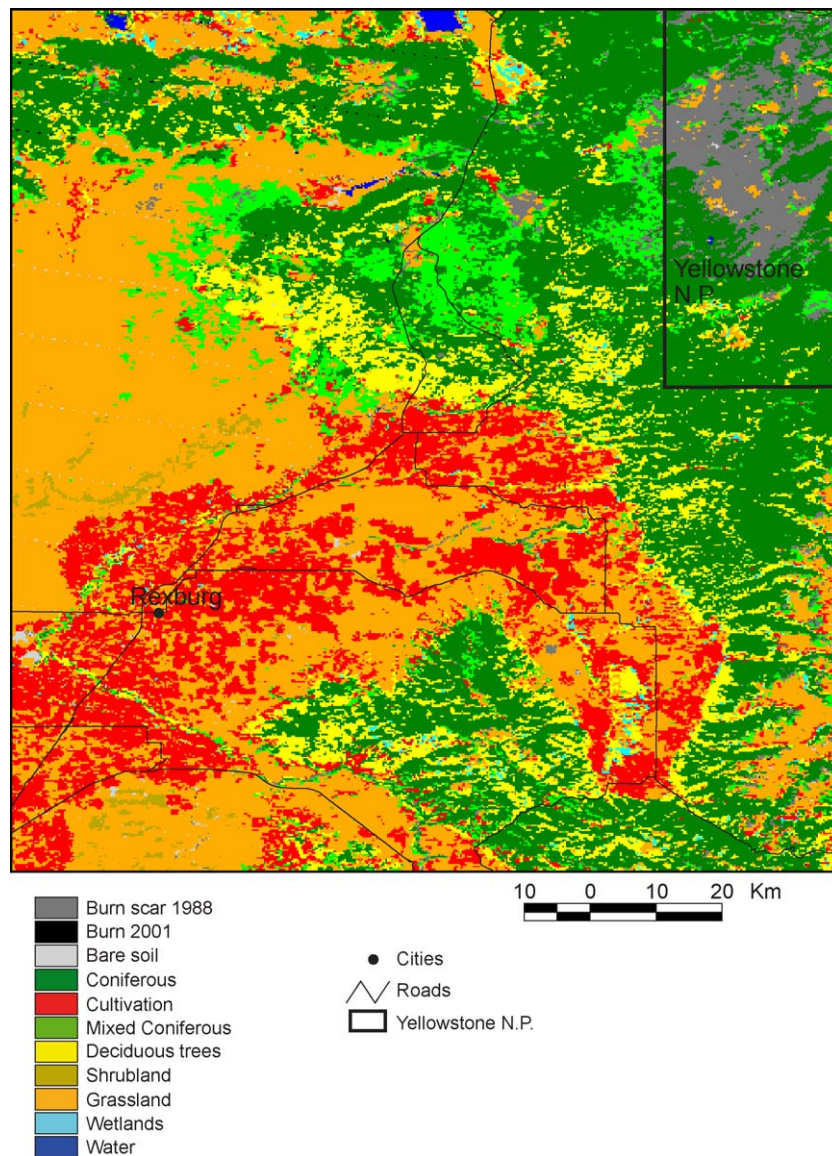 Yellowstone
N.P.
Rexburg
10 0 10 20 Km
Burn scar 1988
Burn 2001
Bare soil
Coniferous
Cultivation
Mixed Coniferous
Deciduous trees
Shrubland
Grassland
Wetlands
Water
Cities
Roads
Yellowstone N.P.